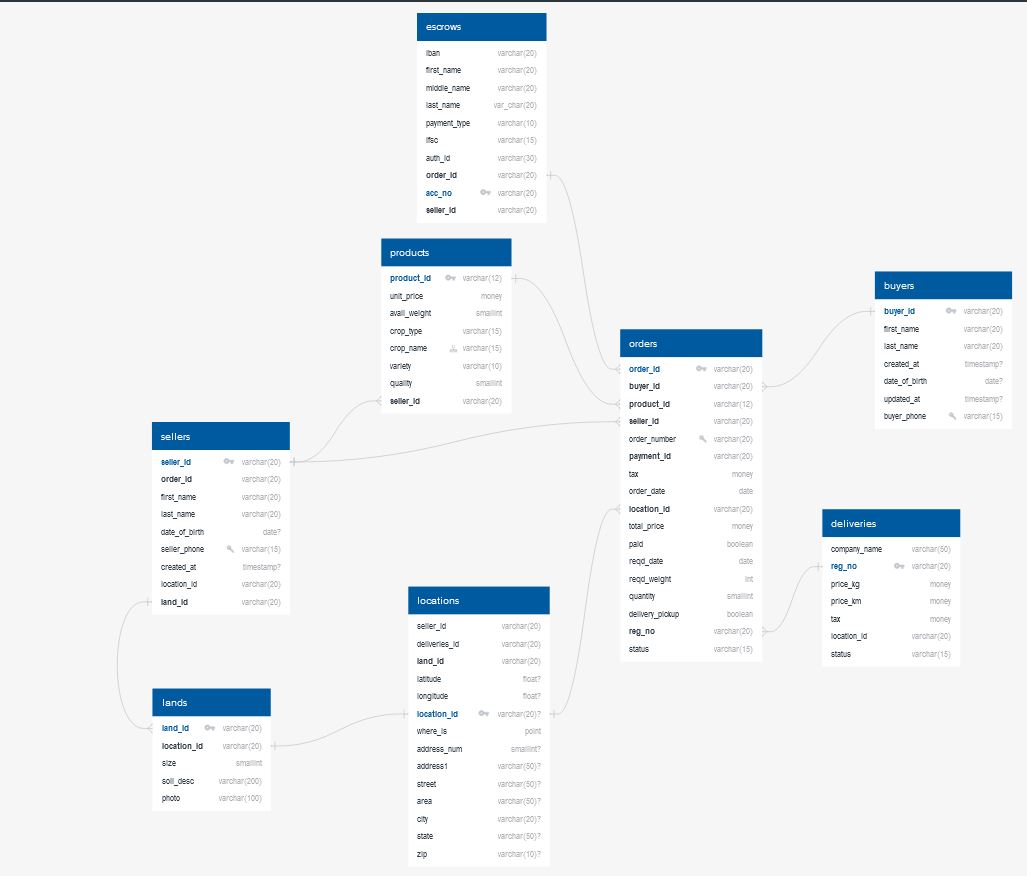 escrows
iban varchar(20)
first_name varchar(20)
middle_name varchar(20)
last_name var_char(20)
payment_type varchar(10)
ifsc varchar(15)
auth_id varchar(30)
order_id varchar(20)
acc_no varchar(20)
seller_id varchar(20)
products
product_id varchar(12)
unit_price money
avail_weight smallint
crop_type varchar(15)
crop_name varchar(15)
variety varchar(10)
quality smallint
seller_id varchar(20)
buyers
buyer_id varchar(20)
first_name varchar(20)
last_name varchar(20)
created_at timestamp?
date_of_birth date?
updated_at timestamp?
buyer_phone varchar(15)
orders
order_id varchar(20)
buyer_id varchar(20)
product_id varchar(12)
seller_id varchar(20)
order_number varchar(20)
payment_id varchar(20)
tax money
order_date date
location_id varchar(20)
total_price money
paid boolean
reqd_date date
reqd_weight int
quantity smallint
delivery_pickup boolean
reg_no varchar(20)
status varchar(15)
sellers
seller_id varchar(20)
order_id varchar(20)
first_name varchar(20)
last_name varchar(20)
date_of_birth date?
seller_phone varchar(15)
created_at timestamp?
location_id varchar(20)
land_id varchar(20)
deliveries
company_name varchar(50)
reg_no varchar(20)
price_kg money
price_km money
tax money
location_id varchar(20)
status varchar(15)
locations
seller_id varchar(20)
deliveries_id varchar(20)
land_id varchar(20)
latitude float?
longitude float?
location_id varchar(20)?
where_is point
address_num smallint?
address1 varchar(50)?
street varchar(50)?
area varchar(50)?
city varchar(20)?
state varchar(50)?
zip varchar(10)?
lands
land_id varchar(20)
location_id varchar(20)
size smallint
soil_desc varchar(200)
photo varchar(100)